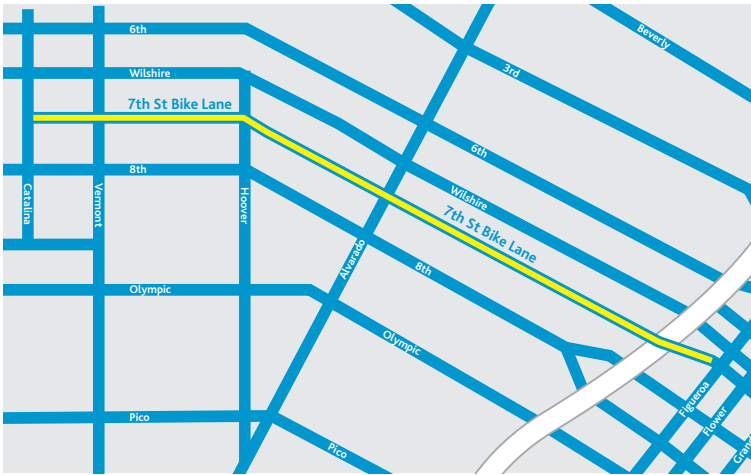 Beverly
6th
3rd
Wilshire
7th St Bike Lane
6th
8th
Wilshire
Catalina
Vermont
Hoover
7th St Bike Lane
Alvarado
8th
Olympic
Olympic
Figueroa
Flower
Pico
Pico